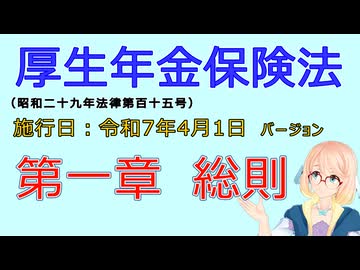 厚生年金保険法
（昭和二十九年法律第百十五号）
施行日：令和7年4月1日 バージョン
第一章 総則